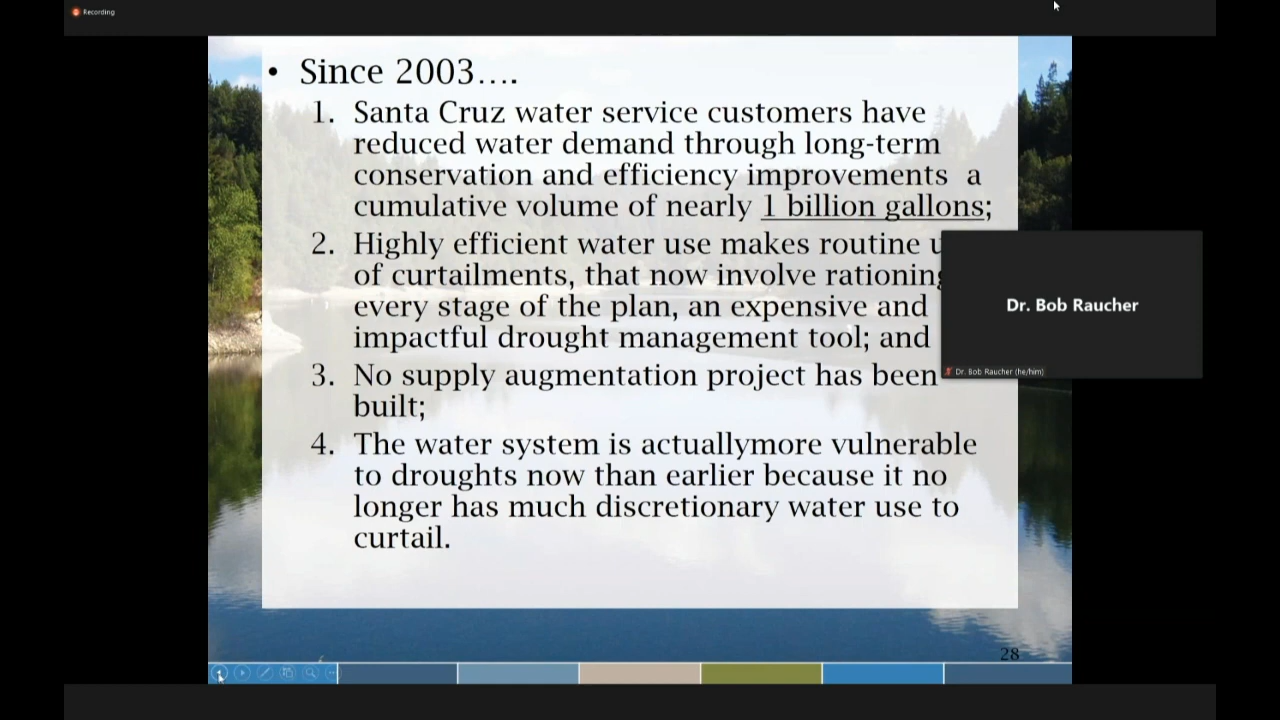 Recording
• Since 2003….
1. Santa Cruz water service customers have
reduced water demand through long-term
conservation and efficiency improvements a
cumulative volume of nearly 1 billion gallons;
2. Highly efficient water use makes routine
of curtailments, that now involve rationing
every stage of the plan, an expensive and
impactful drought management tool; and
Dr. Bob Raucher
Dr. Bob Raucher (he/him)
3. No supply augmentation project has been
built;
4. The water system is actuallymore vulnerable
to droughts now than earlier because it no
longer has much discretionary water use to
curtail.
28